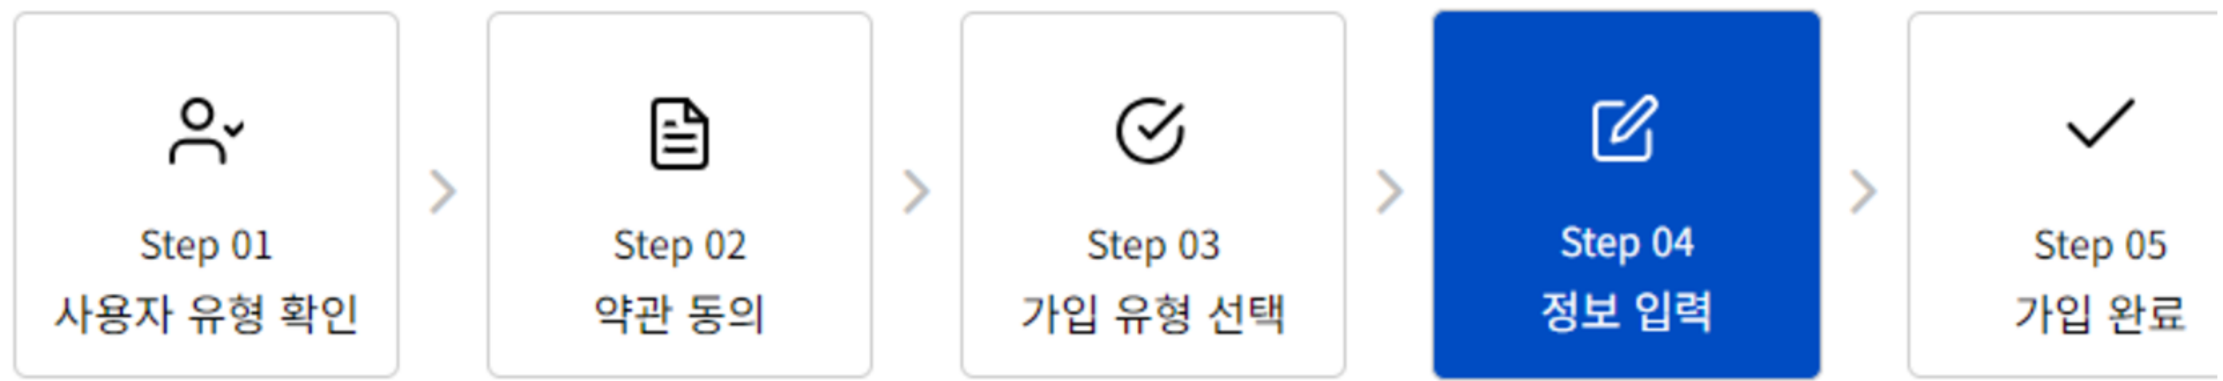 Step 01
사용자 유형 확인
Step 02
약관 동의
Step 03
가입 유형 선택
Step 04
정보 입력
Step 05
가입 완료